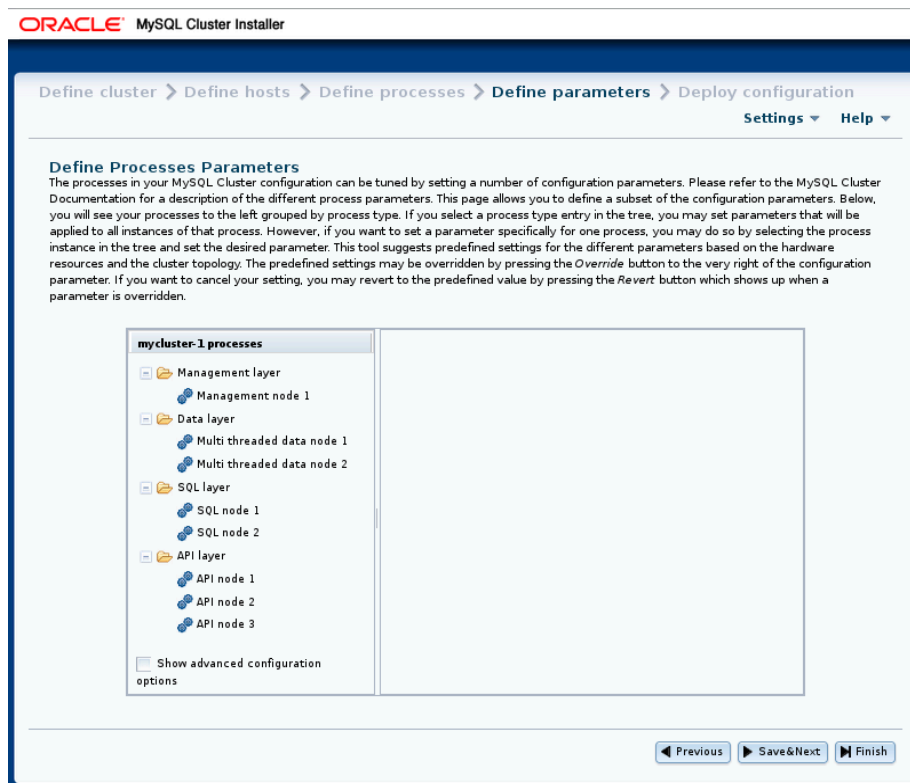 ORACLE MySQL Cluster Installer
Define cluster Define hosts Define processes Define parameters Deploy configuration
Settings Help
Define Processes Parameters
The processes in your MySQL Cluster configuration can be tuned by setting a number of configuration parameters. Please refer to the MySQL Cluster
Documentation for a description of the different process parameters. This page allows you to define a subset of the configuration parameters. Below,
you will see your processes to the left grouped by process type. If you select a process type entry in the tree, you may set parameters that will be
applied to all instances of that process. However, if you want to set a parameter specifically for one process, you may do so by selecting the process
instance in the tree and set the desired parameter. This tool suggests predefined settings for the different parameters based on the hardware
resources and the cluster topology. The predefined settings may be overridden by pressing the Override button to the very right of the configuration
parameter. If you want to cancel your setting, you may revert to the predefined value by pressing the Revert button which shows up when a
parameter is overridden.
mycluster-1 processes
Management layer
Management node 1
Data layer
Multi threaded data node 1
Multi threaded data node 2
SQL layer
SQL node 1
SQL node 2
API layer
API node 1
API node 2
API node 3
Show advanced configuration
options
Previous Save&Next Finish